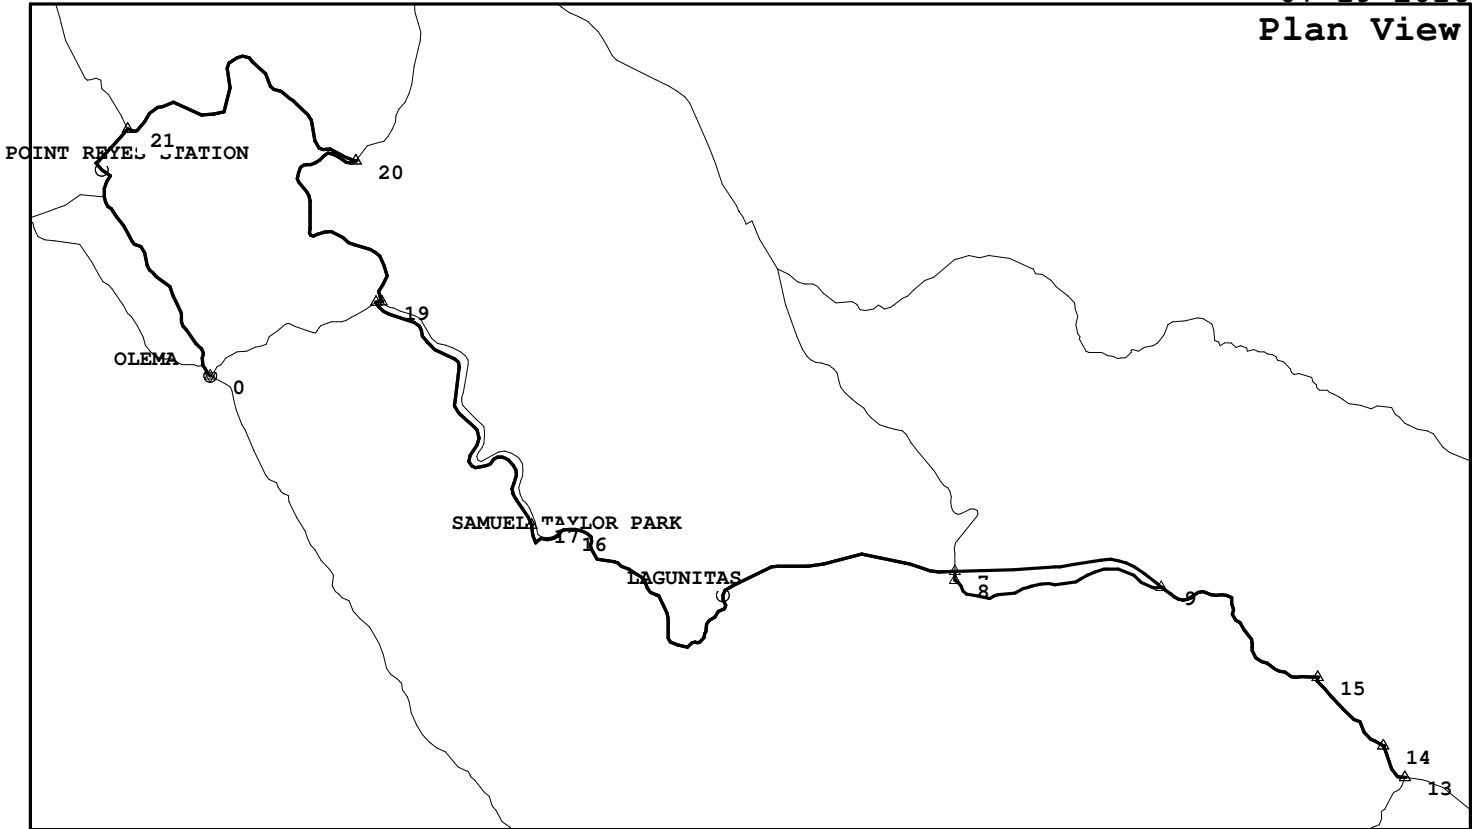 Plan View
21
POINT REYES STATION
20
19
OLEMA
0
SAMUEL TAYLOR PARK
17
16
LAGUNITAS
8
9
15
14
13